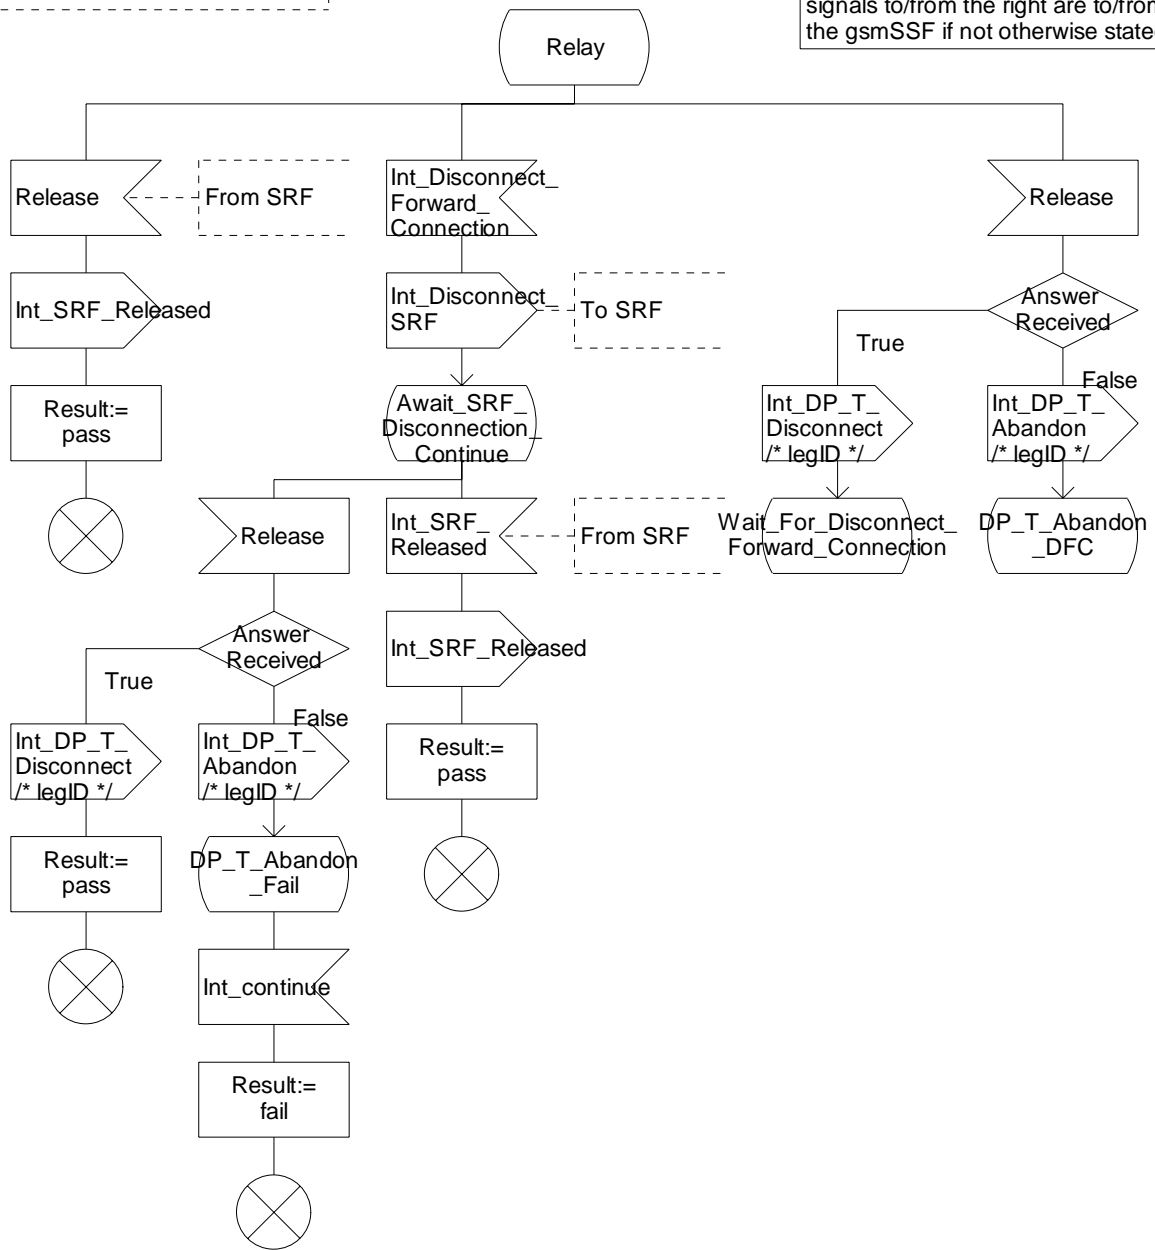 signals to/from the right are to/from
the gsmSSF if not otherwise stated
Relay
Release
From SRF
Int_Disconnect_
Forward_
Connection
Release
Int_SRF_Released
Int_Disconnect_
SRF
To SRF
Answer
Received
True
False
Result:=
pass
Await_SRF_
Disconnection_
Continue
Int_DP_T_
Disconnect
/* legID */
Int_DP_T_
Abandon
/* legID */
Release
Int_SRF_
Released
From SRF
Wait_For_Disconnect_
Forward_Connection
DP_T_Abandon
_DFC
Answer
Received
True
False
Int_SRF_Released
Int_DP_T_
Disconnect
/* legID */
Int_DP_T_
Abandon
/* legID */
Result:=
pass
Result:=
pass
DP_T_Abandon
_Fail
Int_continue
Result:=
fail